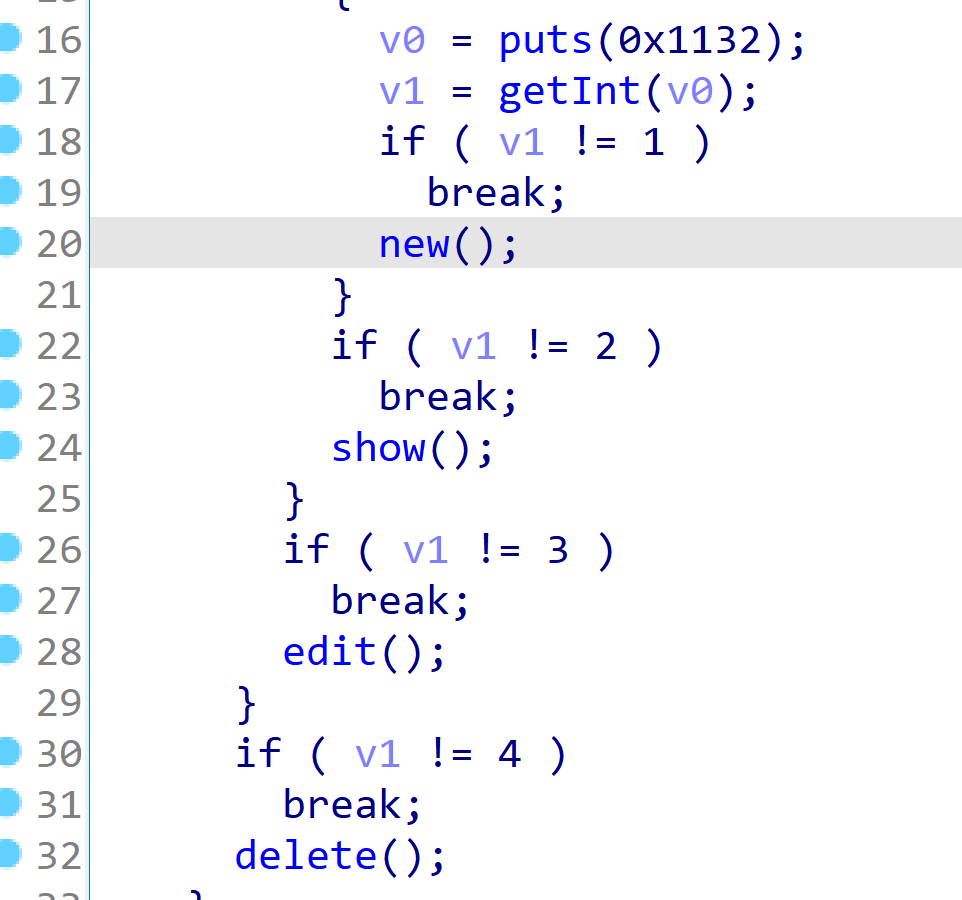 {
16 v0 = puts(0x1132);
17 v1 = getInt(v0);
18 if ( v1 != 1 )
19 break;
20 new();
21 }
22 if ( v1 != 2 )
23 break;
24 show();
25 }
26 if ( v1 != 3 )
27 break;
28 edit();
29 }
30 if ( v1 != 4 )
31 break;
32 delete();